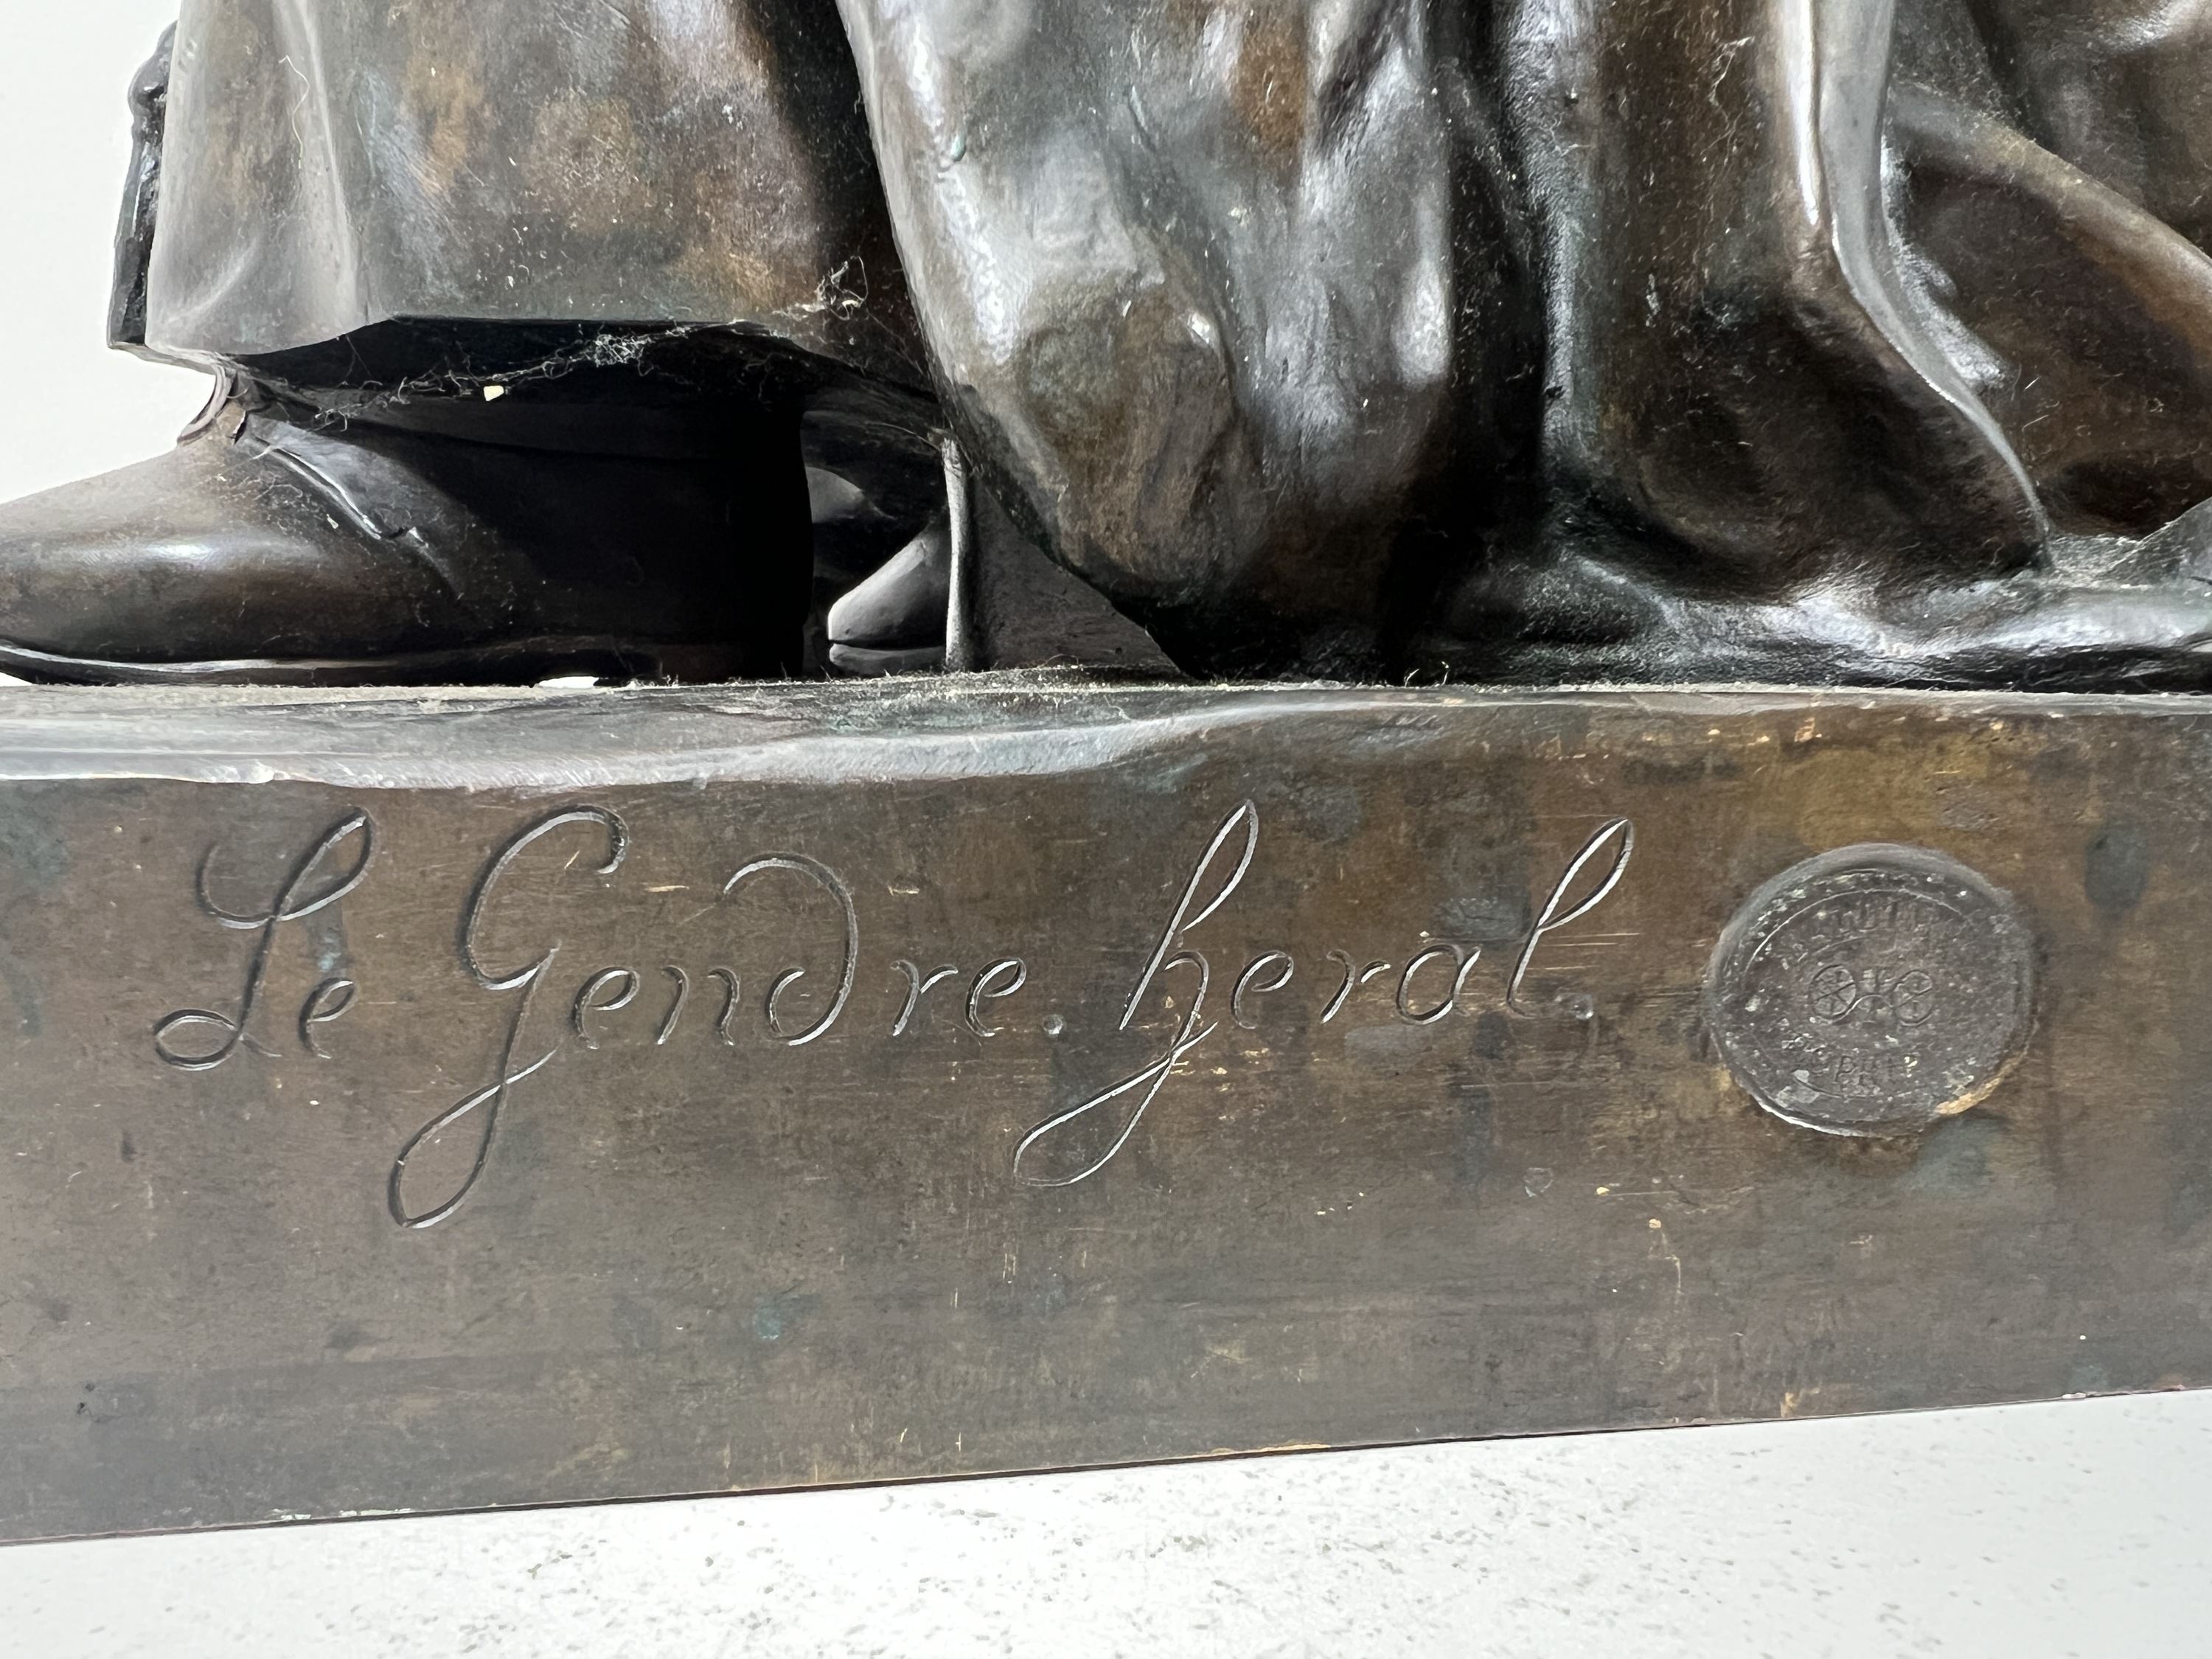 Le Gendre. heral.